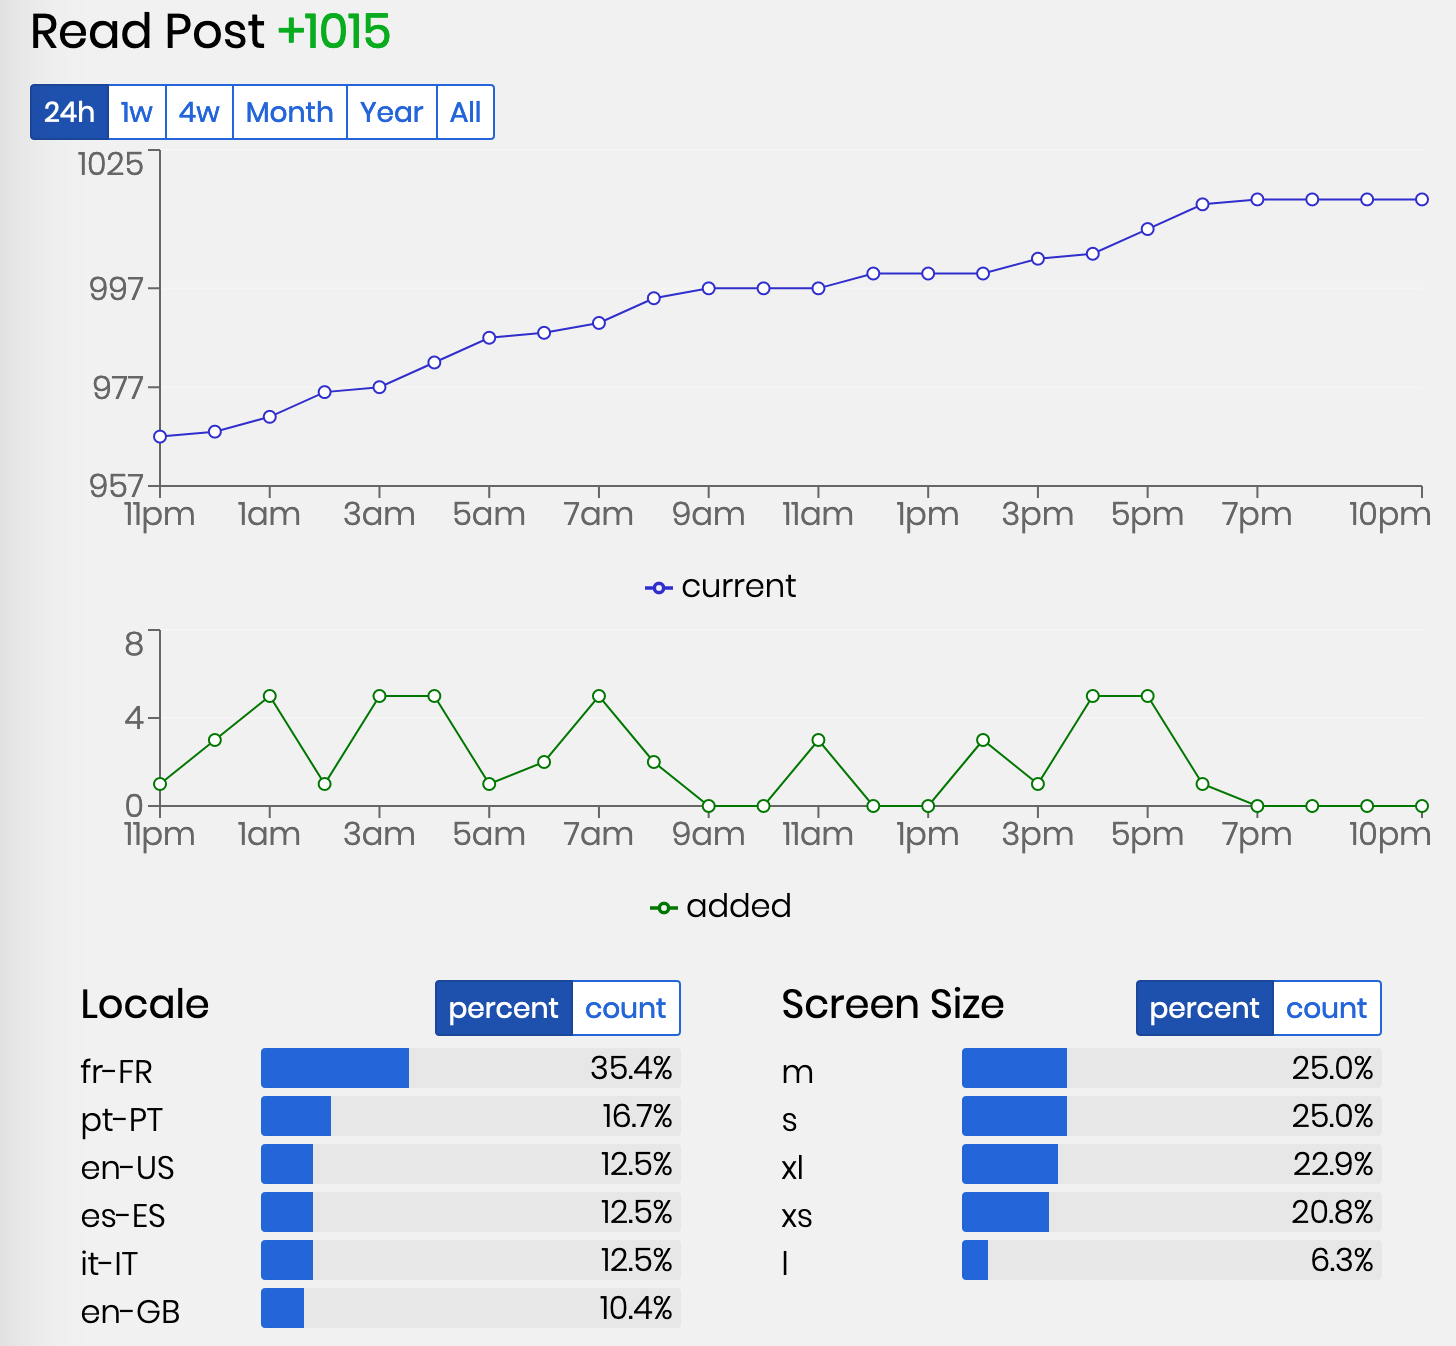 Read Post +1015
24h 1w 4w Month Year All
1025
997
977
957
11pm 1am 3am 5am 7am 9am 11am 1pm 3pm 5pm 7pm 10pm
current
8
4
0
11pm 1am 3am 5am 7am 9am 11am 1pm 3pm 5pm 7pm 10pm
added
Locale percent count
fr-FR 35.4%
pt-PT 16.7%
en-US 12.5%
es-ES 12.5%
it-IT 12.5%
en-GB 10.4%
Screen Size percent count
m 25.0%
s 25.0%
xl 22.9%
xs 20.8%
l 6.3%